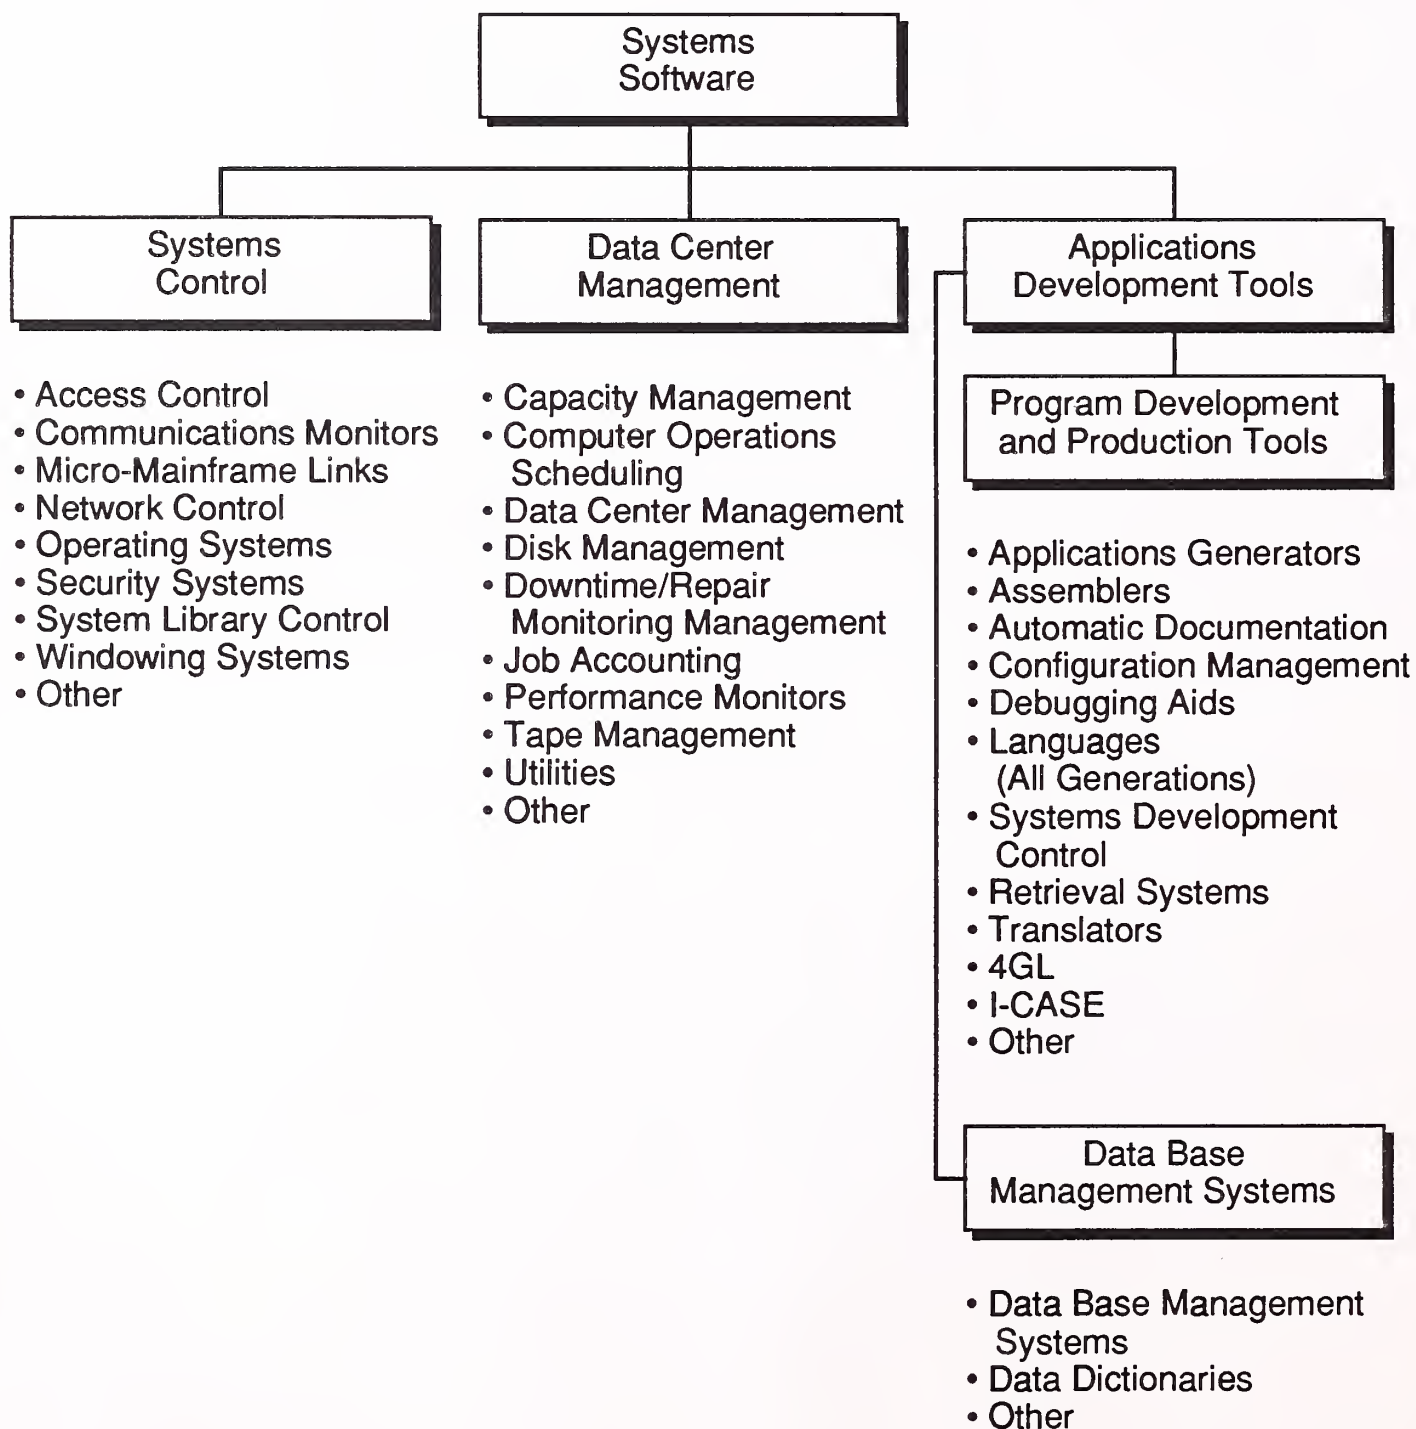 Systems
Software
Systems
Control
• Access Control
• Communications Monitors
• Micro-Mainframe Links
• Network Control
• Operating Systems
• Security Systems
• System Library Control
• Windowing Systems
• Other
Data Center
Management
• Capacity Management
• Computer Operations
Scheduling
• Data Center Management
• Disk Management
• Downtime/Repair
Monitoring Management
• Job Accounting
• Performance Monitors
• Tape Management
• Utilities
• Other
Applications
Development Tools
Program Development
and Production Tools
• Applications Generators
• Assemblers
• Automatic Documentation
• Configuration Management
• Debugging Aids
• Languages
(All Generations)
• Systems Development
Control
• Retrieval Systems
• Translators
• 4GL
• I-CASE
• Other
Data Base
Management Systems
• Data Base Management
Systems
• Data Dictionaries
• Other